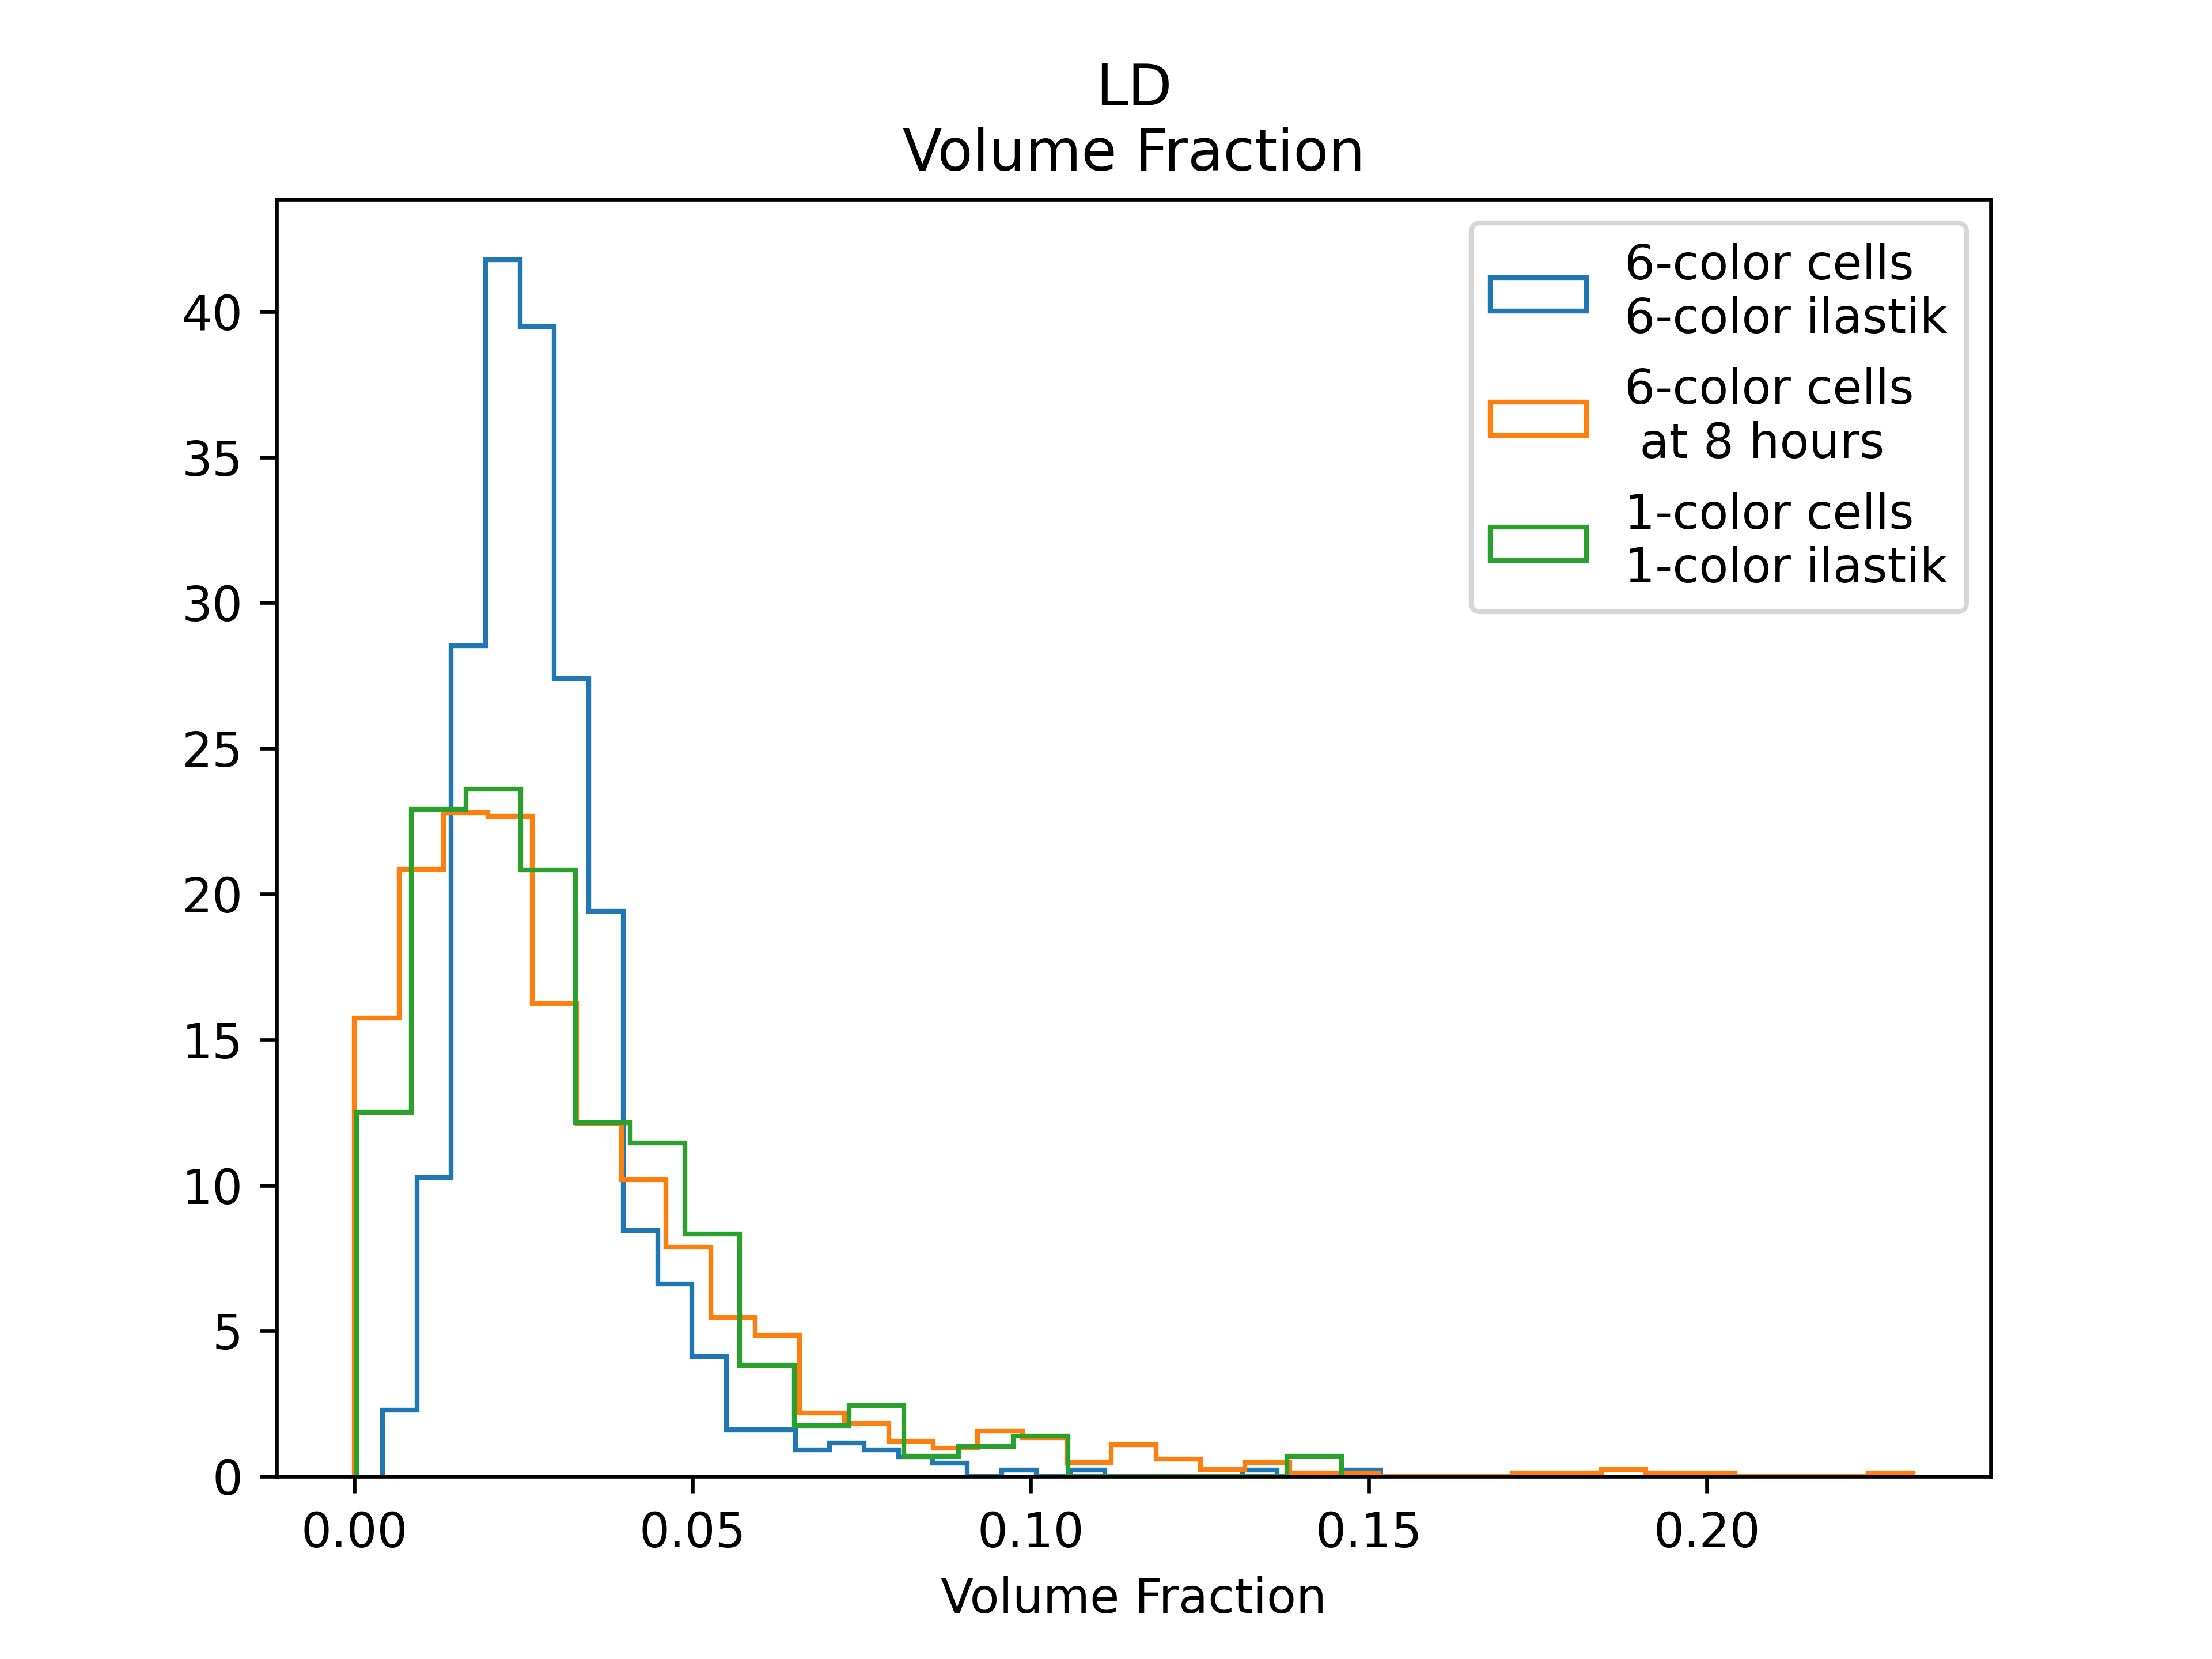 LD
Volume Fraction
6-color cells
6-color ilastik
6-color cells
at 8 hours
1-color cells
1-color ilastik
40
35
30
25
20
15
10
5
0
0.00 0.05 0.10 0.15 0.20
Volume Fraction